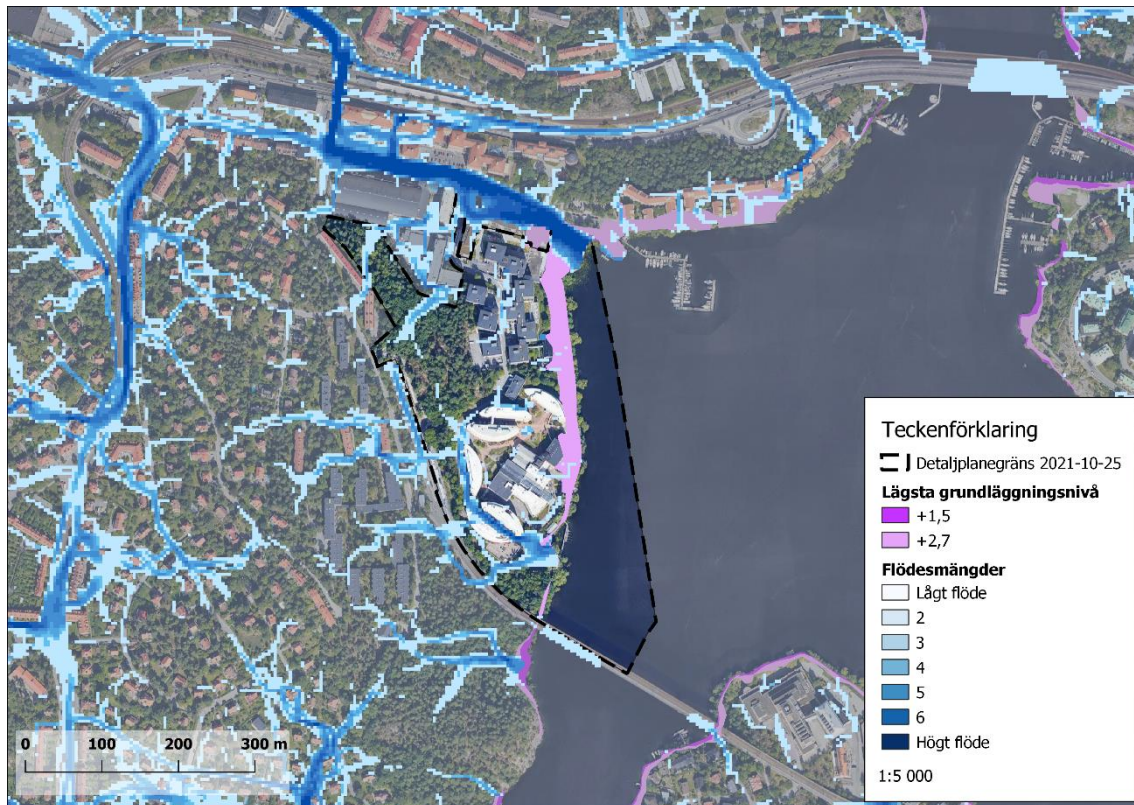 Teckenförklaring
Detaljplanegräns 2021-10-25
Lägsta grundläggningsnivå
+1,5
+2,7
Flödesmängder
Lågt flöde
2
3
4
5
6
Högt flöde
1:5 000
0 100 200 300 m